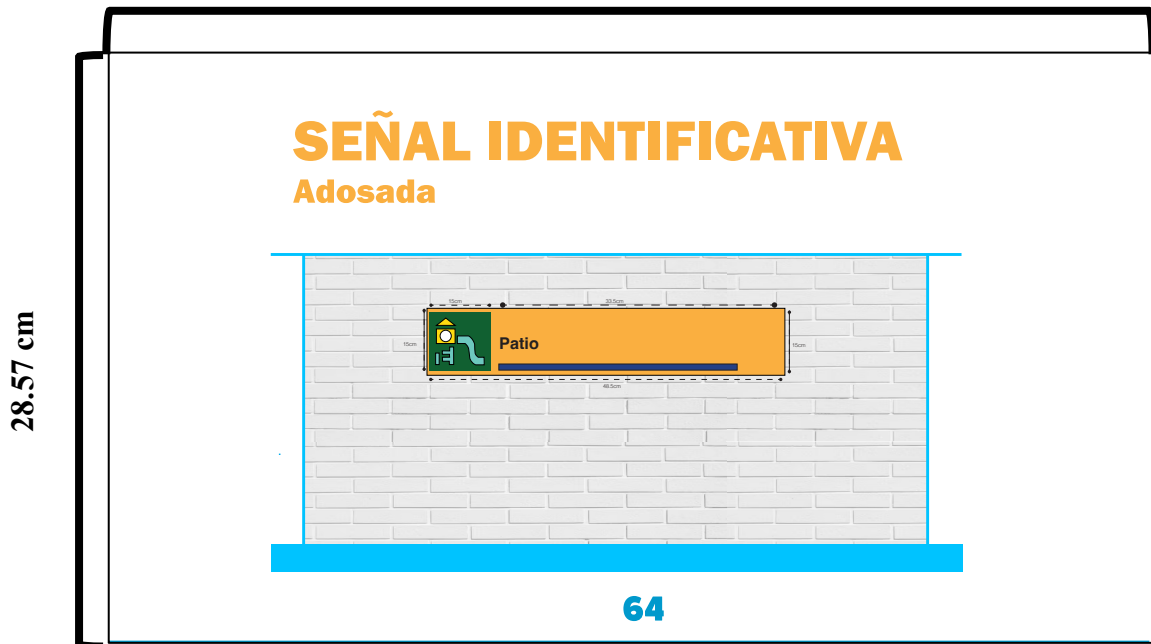 SEÑAL IDENTIFICATIVA
Adosada
15cm 33.5cm
15cm Patio 15cm
48.5cm
64
28.57 cm